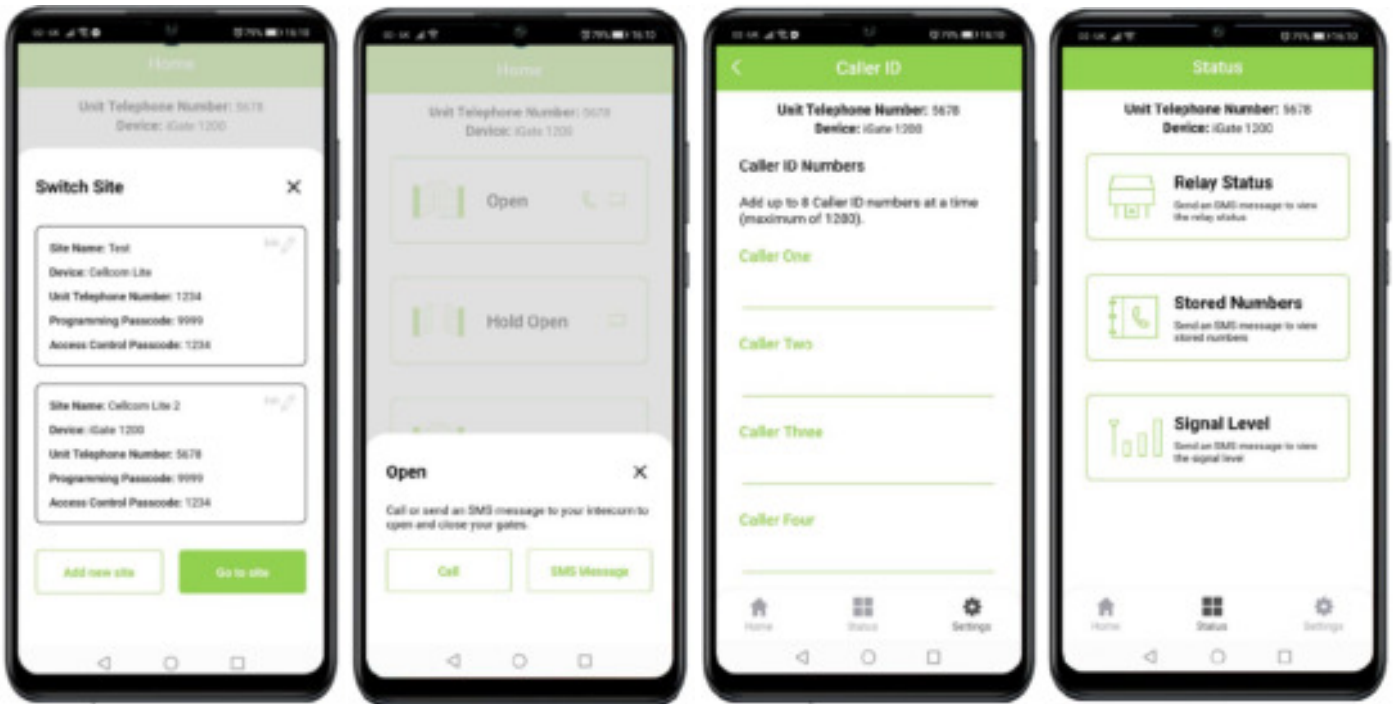 Home
Unit Telephone Number: 5678
Device: iGate 1200
Switch Site
Edit
Site Name: Test
Device: Cellcom Lite
Unit Telephone Number: 1234
Programming Passcode: 9999
Access Control Passcode: 1234
Edit
Site Name: Cellcom Lite 2
Device: iGate 1200
Unit Telephone Number: 5678
Programming Passcode: 9999
Access Control Passcode: 1234
Add new site
Go to site
Home
Unit Telephone Number: 5678
Device: iGate 1200
Open
Hold Open
Open
Call or send an SMS message to your intercom to
open and close your gates.
Call
SMS Message
16:10
Caller ID
Unit Telephone Number: 5678
Device: iGate 1200
Caller ID Numbers
Add up to 8 Caller ID numbers at a time
(maximum of 1200).
Caller One
Caller Two
Caller Three
Caller Four
Home
Status
Settings
16:10
Status
Unit Telephone Number: 5678
Device: iGate 1200
Relay Status
Send an SMS message to view
the relay status
Stored Numbers
Send an SMS message to view
stored numbers
Signal Level
Send an SMS message to view
the signal level
Home
Status
Settings